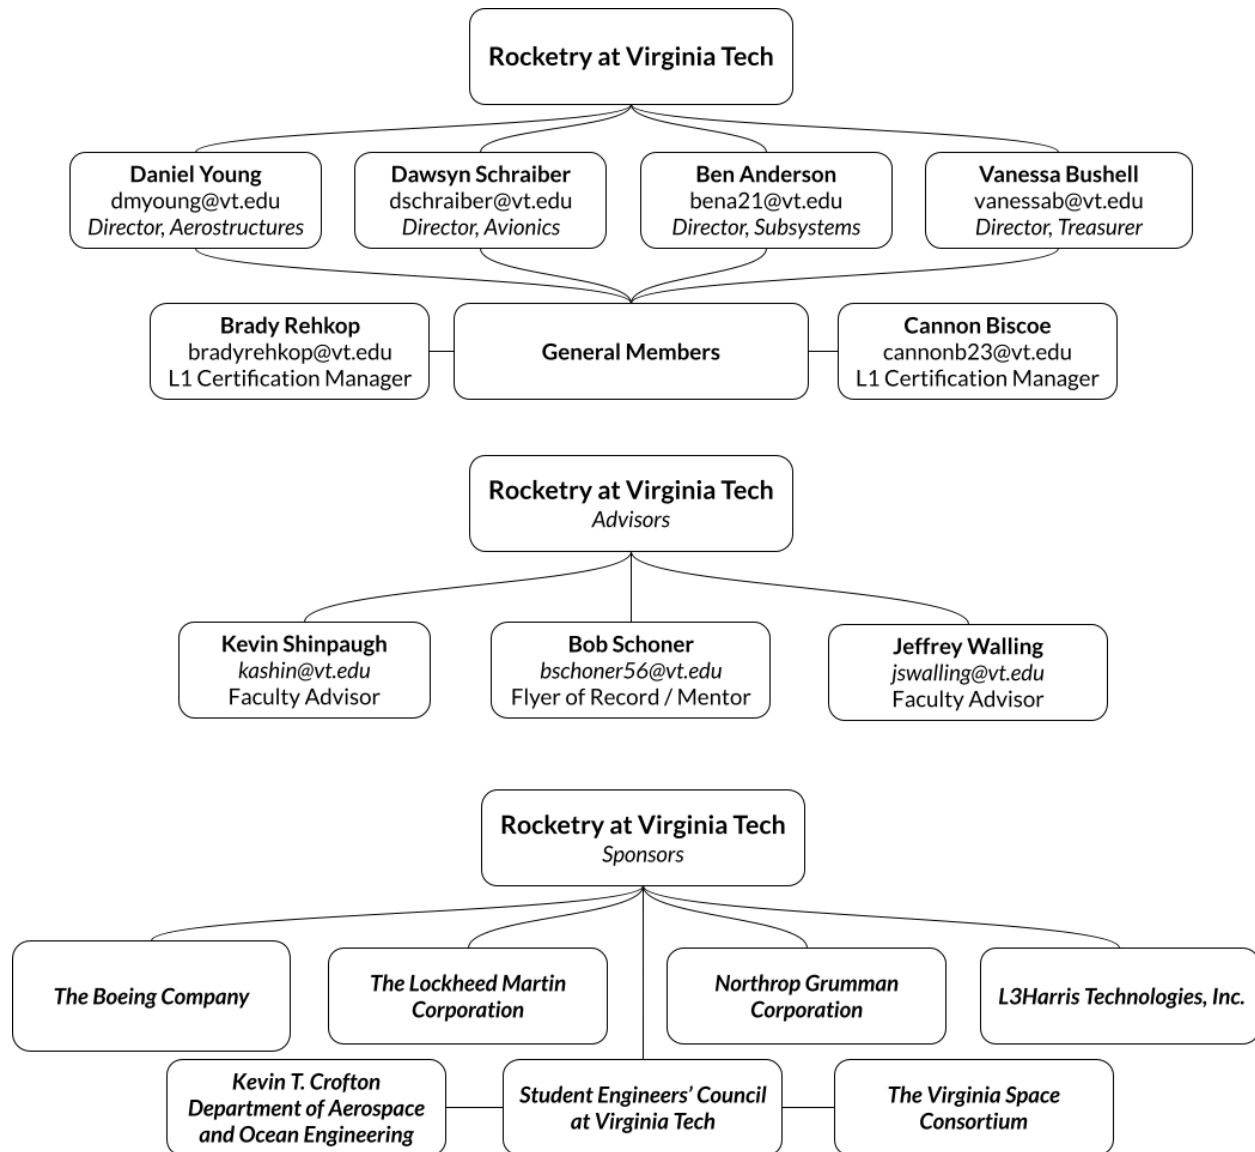 Rocketry at Virginia Tech
Daniel Young
dmyoung@vt.edu
Director, Aerostructures
Dawsyn Schraiber
dschraiber@vt.edu
Director, Avionics
Ben Anderson
bena21@vt.edu
Director, Subsystems
Vanessa Bushell
vanessab@vt.edu
Director, Treasurer
Brady Rehkop
bradyrehkop@vt.edu
L1 Certification Manager
General Members
Cannon Biscoe
cannonb23@vt.edu
L1 Certification Manager
Rocketry at Virginia Tech
Advisors
Kevin Shinpaugh
kashin@vt.edu
Faculty Advisor
Bob Schoner
bschoner56@vt.edu
Flyer of Record / Mentor
Jeffrey Walling
jswalling@vt.edu
Faculty Advisor
Rocketry at Virginia Tech
Sponsors
The Boeing Company
The Lockheed Martin
Corporation
Northrop Grumman
Corporation
L3Harris Technologies, Inc.
Kevin T. Crofton
Department of Aerospace
and Ocean Engineering
Student Engineers’ Council
at Virginia Tech
The Virginia Space
Consortium